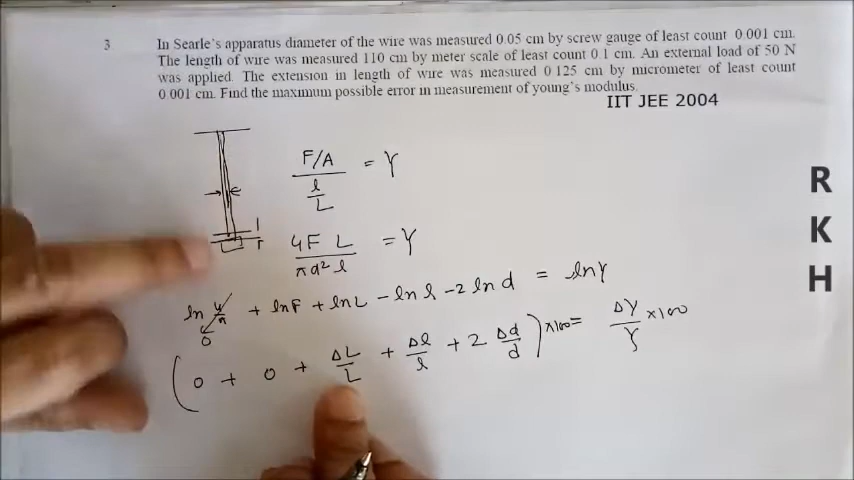 3. In Searle's apparatus diameter of the wire was measured 0.05 cm by screw gauge of least count 0.001 cm.
The length of wire was measured 110 cm by meter scale of least count 0.1 cm. An external load of 50 N
was applied. The extension in length of wire was measured 0.125 cm by micrometer of least count
0.001 cm. Find the maximum possible error in measurement of young's modulus.
IIT JEE 2004
F/A / (l/L) = Y
4F L / πd² l = Y
ln 4/π + ln F + ln L - ln l - 2 ln d = ln Y
0
( 0 + 0 + ΔL/L + Δl/l + 2 Δd/d ) ×100 = ΔY/Y ×100
R
K
H